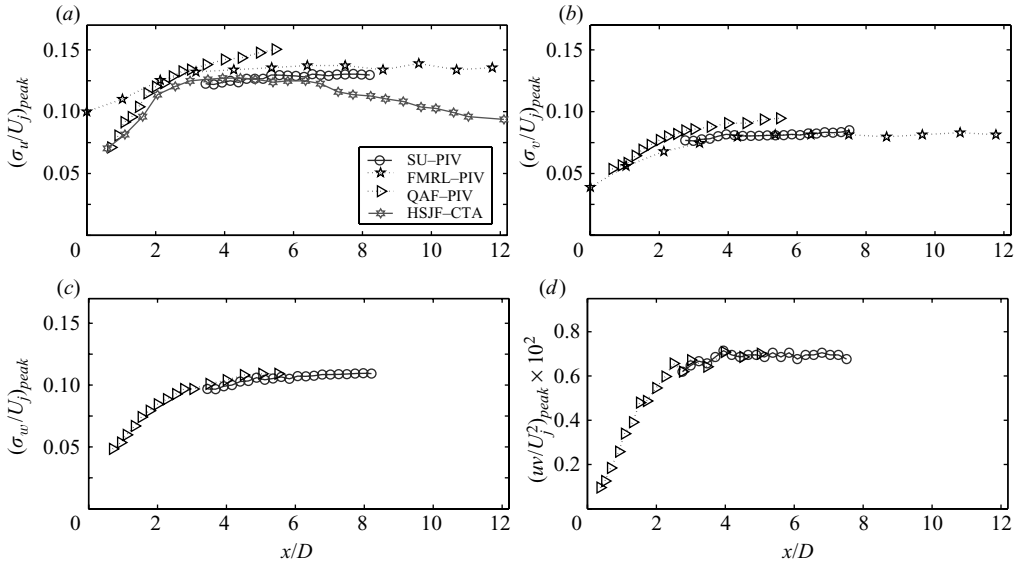 (a)
(b)
0.15
0.10
0.05
(σu/Uj)peak
0
2
4
6
8
10
12
SU–PIV
FMRL–PIV
QAF–PIV
HSJF–CTA
0.15
0.10
0.05
(σv/Uj)peak
0
2
4
6
8
10
12
(c)
(d)
0.15
0.10
0.05
(σw/Uj)peak
0
2
4
6
8
10
12
x/D
0.8
0.6
0.4
0.2
(uv/Uj²)peak × 10²
0
2
4
6
8
10
12
x/D